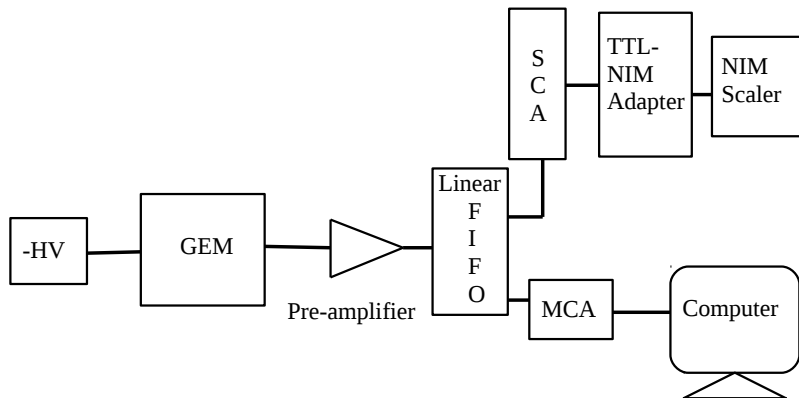 -HV
GEM
Pre-amplifier
Linear
F
I
F
O
S
C
A
TTL-
NIM
Adapter
NIM
Scaler
MCA
Computer